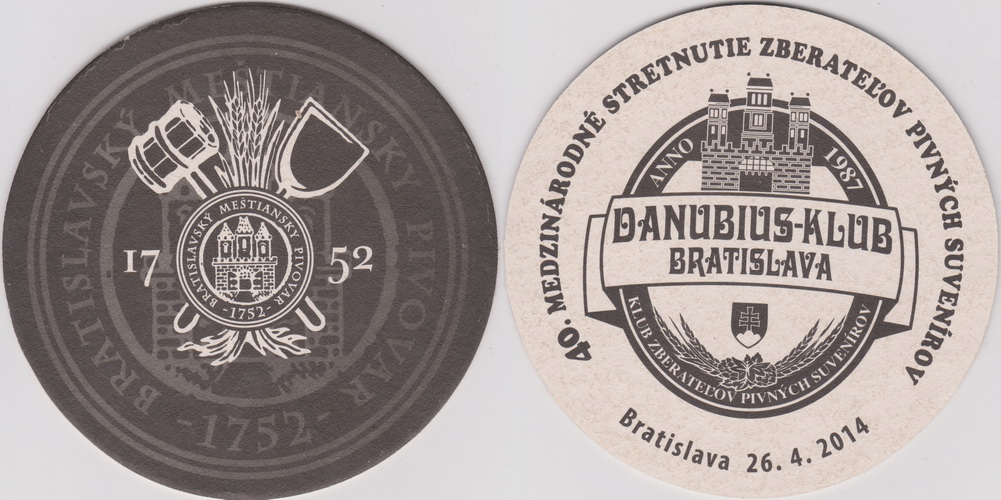 BRATISLAVSKÝ MEŠTIANSKY PIVOVAR
-1752-
17 52
BRATISLAVSKÝ MEŠTIANSKY PIVOVAR
-1752-
40. MEDZINÁRODNÉ STRETNUTIE ZBERATEĽOV PIVNÝCH SUVENÍROV
ANNO 1987
DANUBIUS-KLUB
BRATISLAVA
KLUB ZBERATEĽOV PIVNÝCH SUVENÍROV
Bratislava 26. 4. 2014